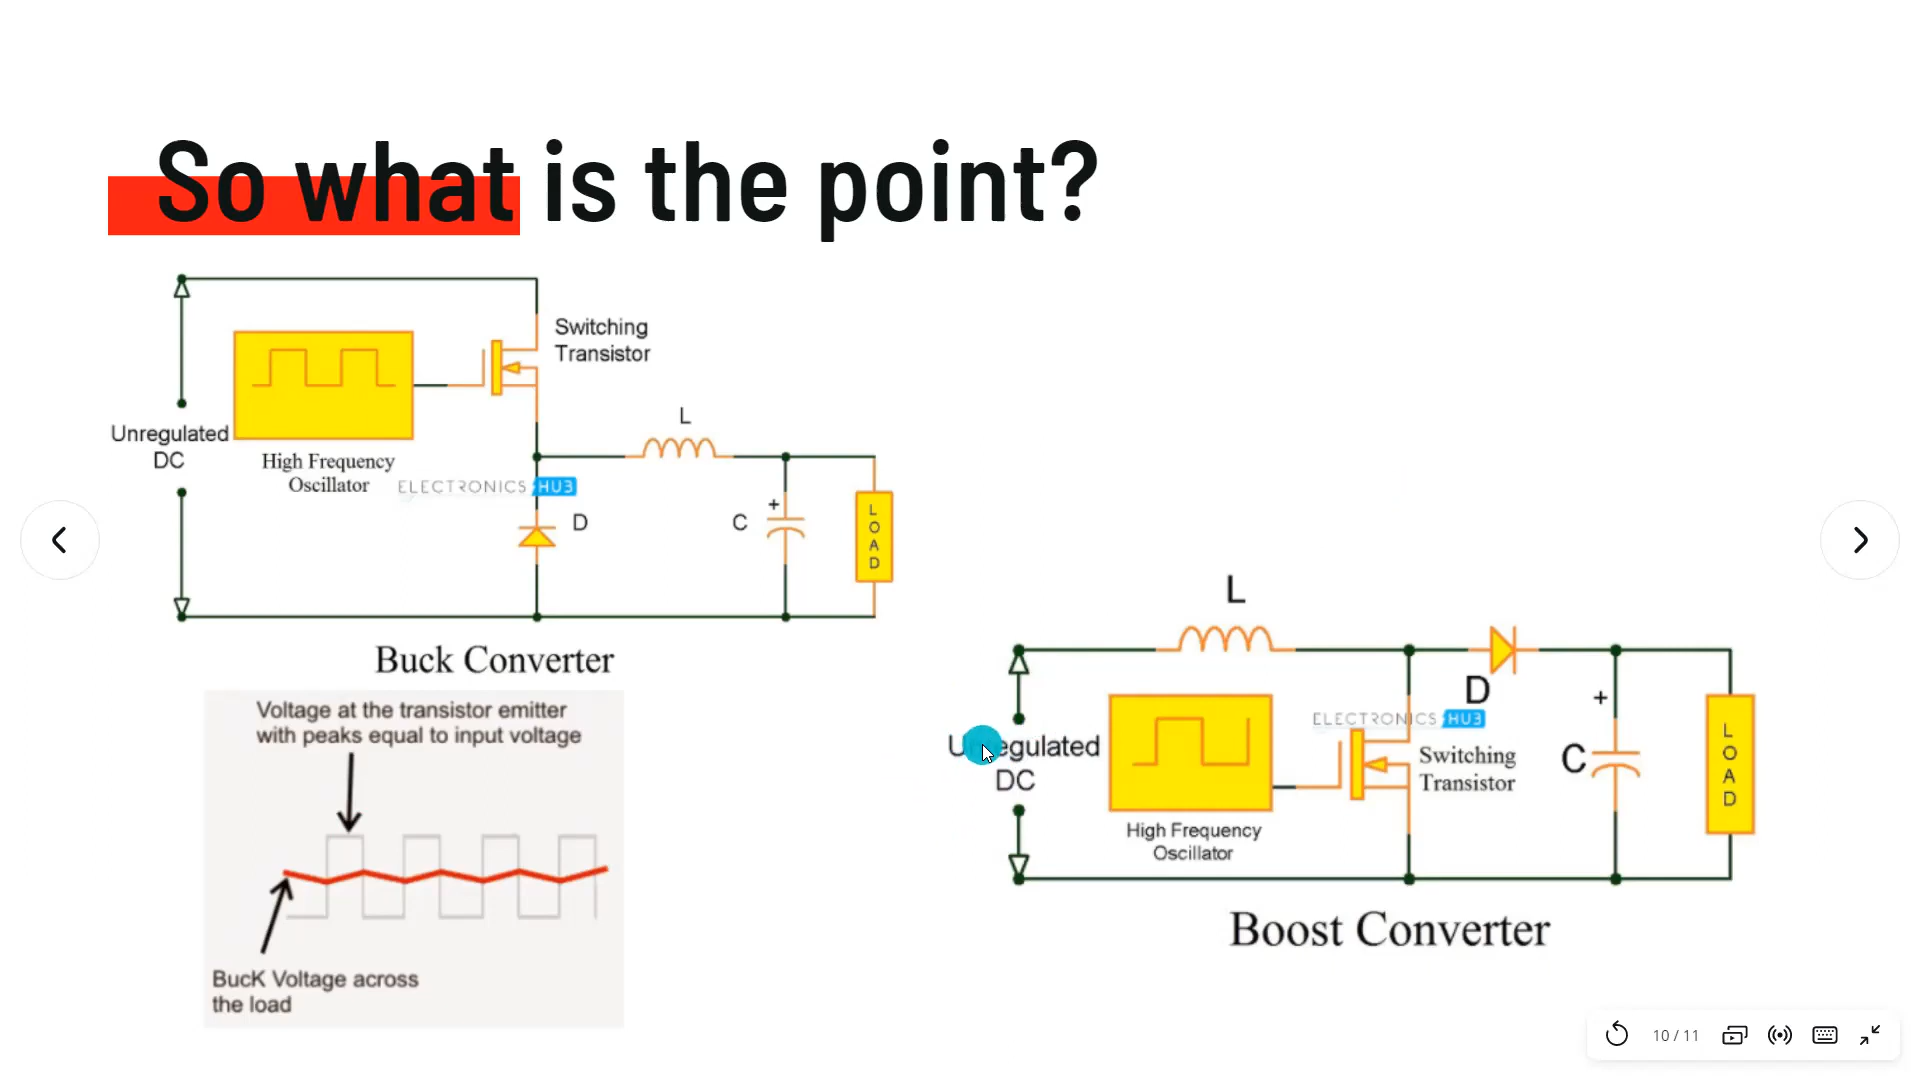 So what is the point?
Switching
Transistor
L
Unregulated
DC
High Frequency
Oscillator
ELECTRONICS HUB
D
+
C
LOAD
Buck Converter
Voltage at the transistor emitter
with peaks equal to input voltage
BucK Voltage across
the load
L
D
+
ELECTRONICS HUB
Unregulated
DC
Switching
Transistor
C
LOAD
High Frequency
Oscillator
Boost Converter
10 / 11